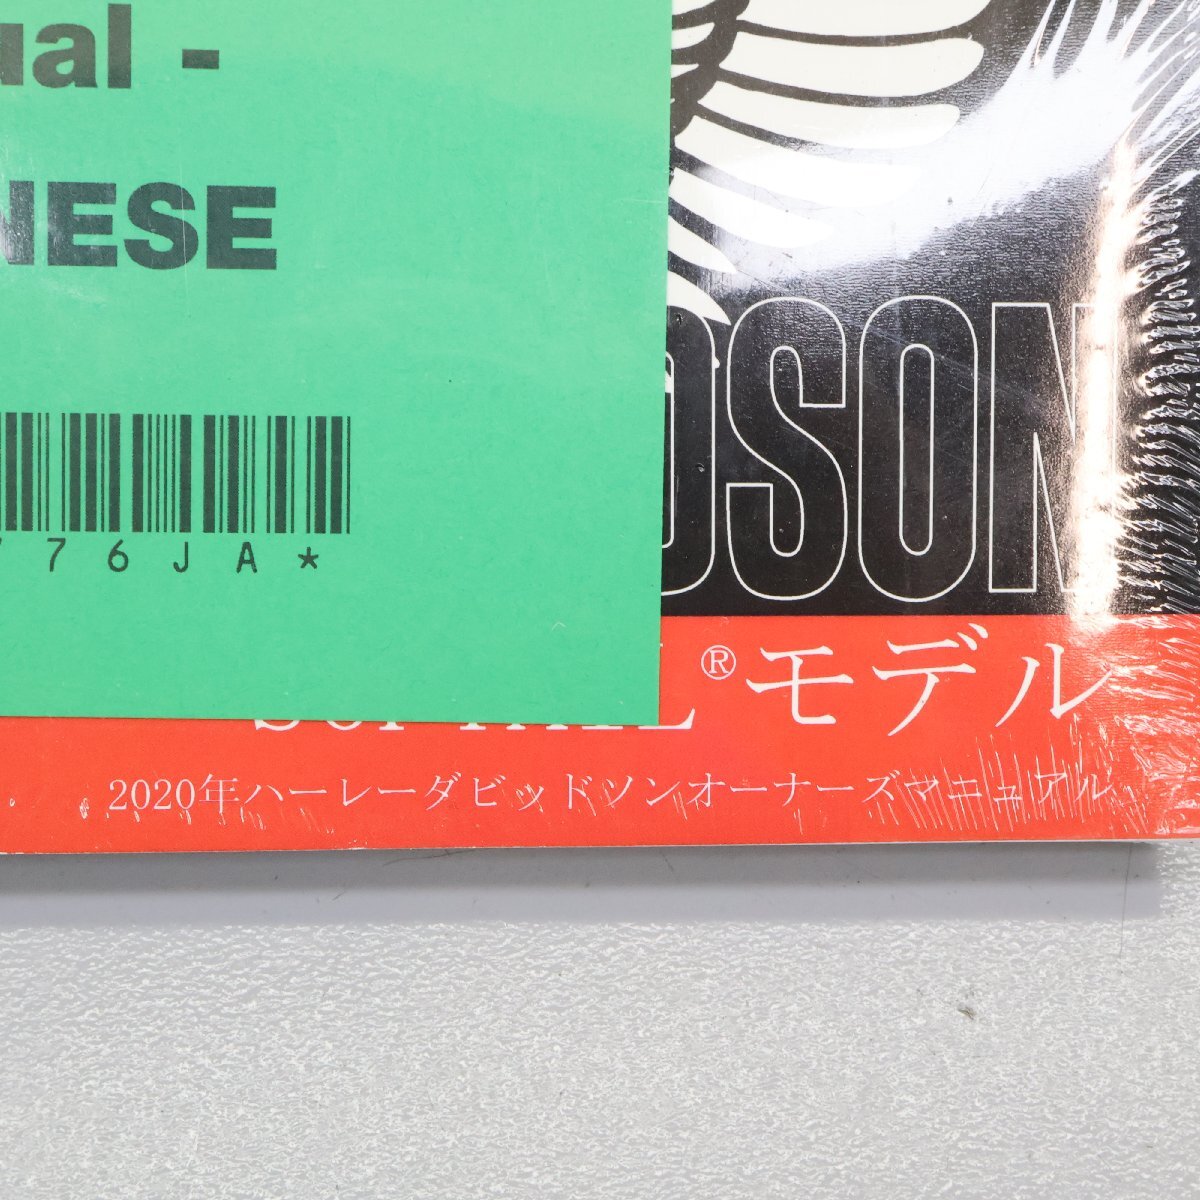 ual -
NESE
76JA*
DSON
®モデル
2020年ハーレーダビッドソンオーナーズマニュアル